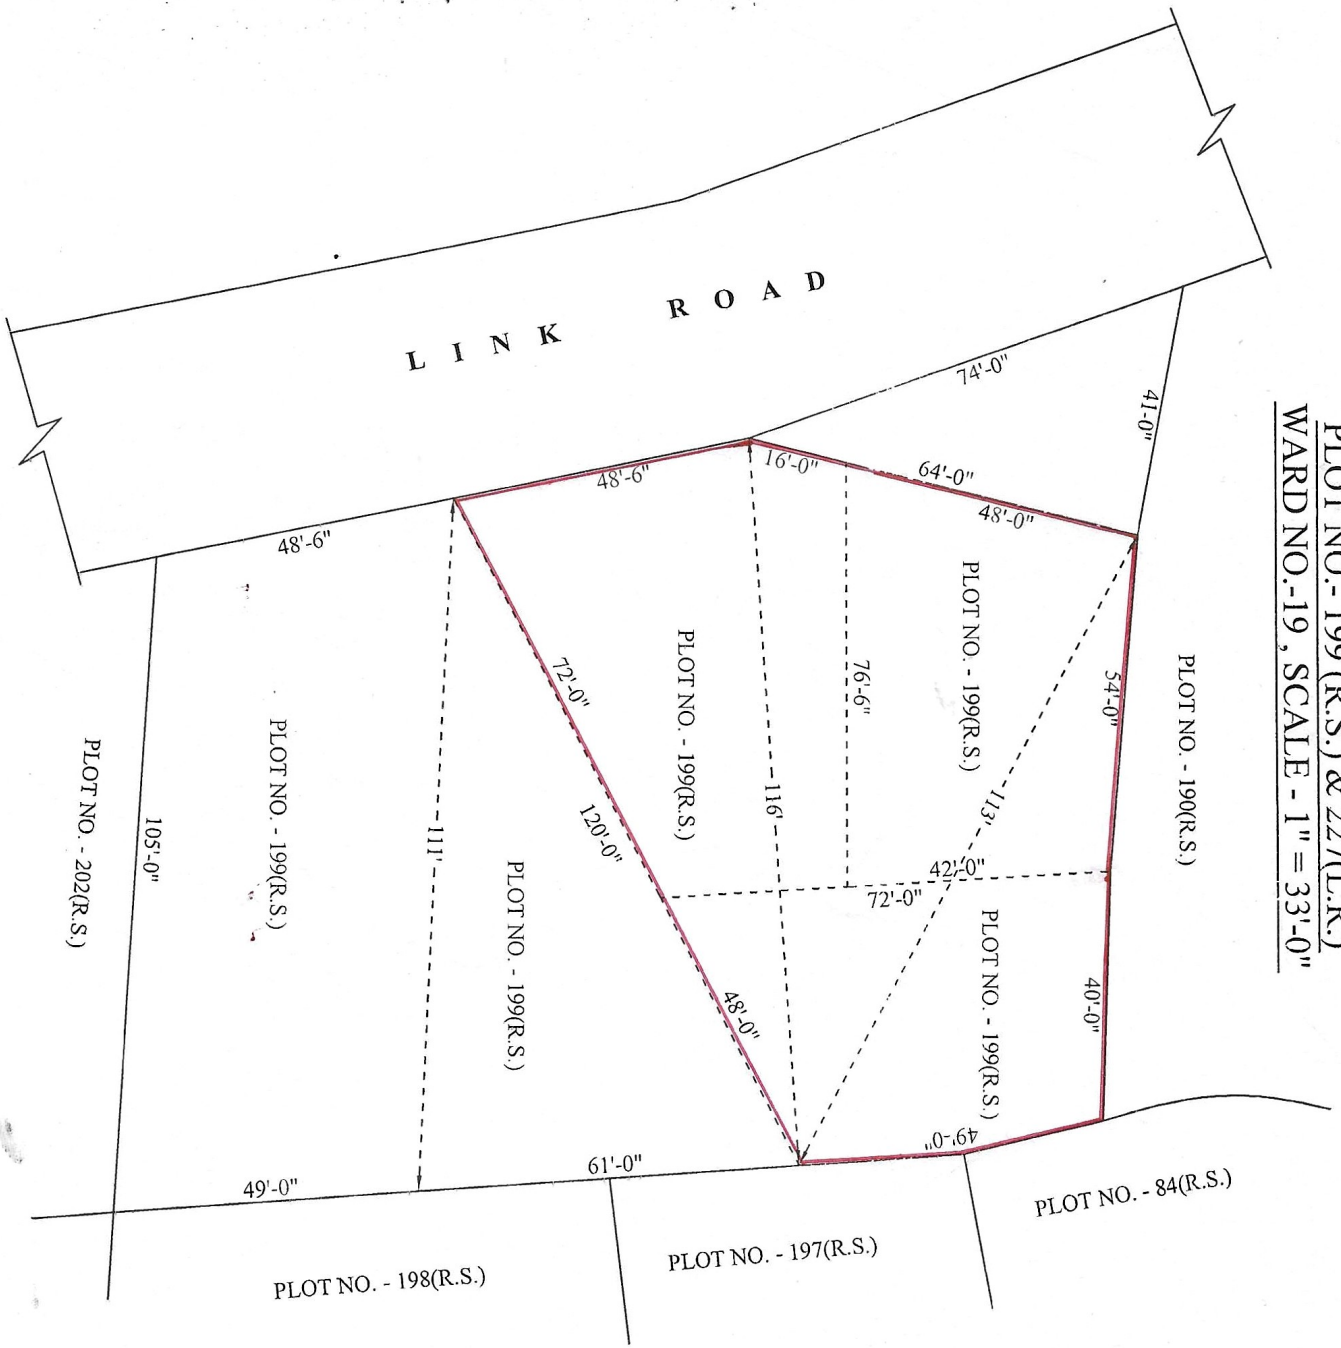 PLOT NO.- 199 (R.S.) & 227(L.R.)
WARD NO.-19 , SCALE - 1" = 33'-0"
LINK ROAD
74'-0"
41-0"
48'-6"
16'-0"
64'-0"
48'-0"
48'-6"
PLOT NO. - 199(R.S.)
PLOT NO. - 199(R.S.)
54'-0"
PLOT NO. - 190(R.S.)
72'-0"
76'-6"
PLOT NO. - 202(R.S.)
PLOT NO. - 199(R.S.)
105'-0"
111'
120'-0"
116'
113'
42'-0"
72'-0"
PLOT NO. - 199(R.S.)
PLOT NO. - 199(R.S.)
48'-0"
40'-0"
49'-0"
61'-0"
49'-0"
PLOT NO. - 84(R.S.)
PLOT NO. - 197(R.S.)
PLOT NO. - 198(R.S.)